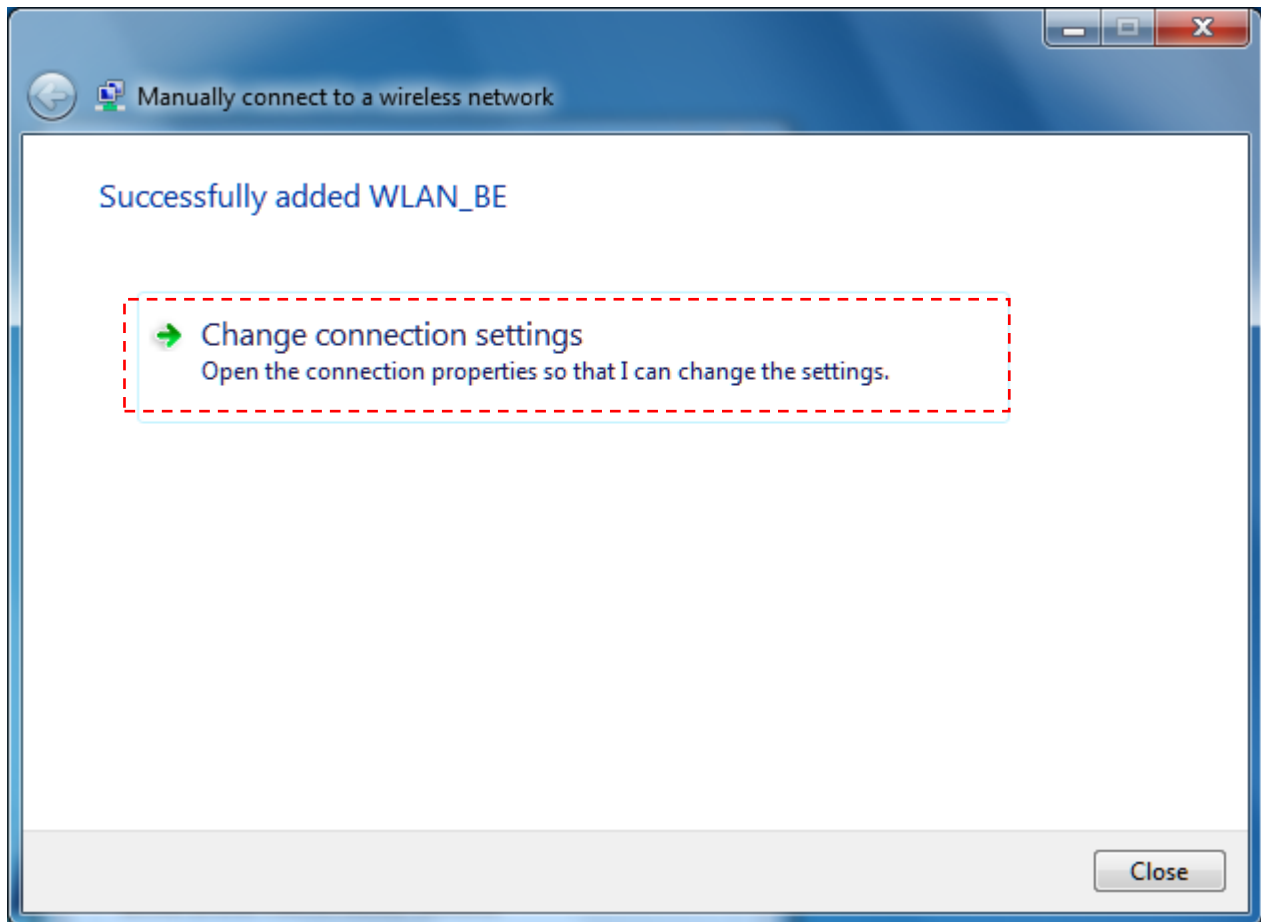 Manually connect to a wireless network
Successfully added WLAN_BE
Change connection settings
Open the connection properties so that I can change the settings.
Close